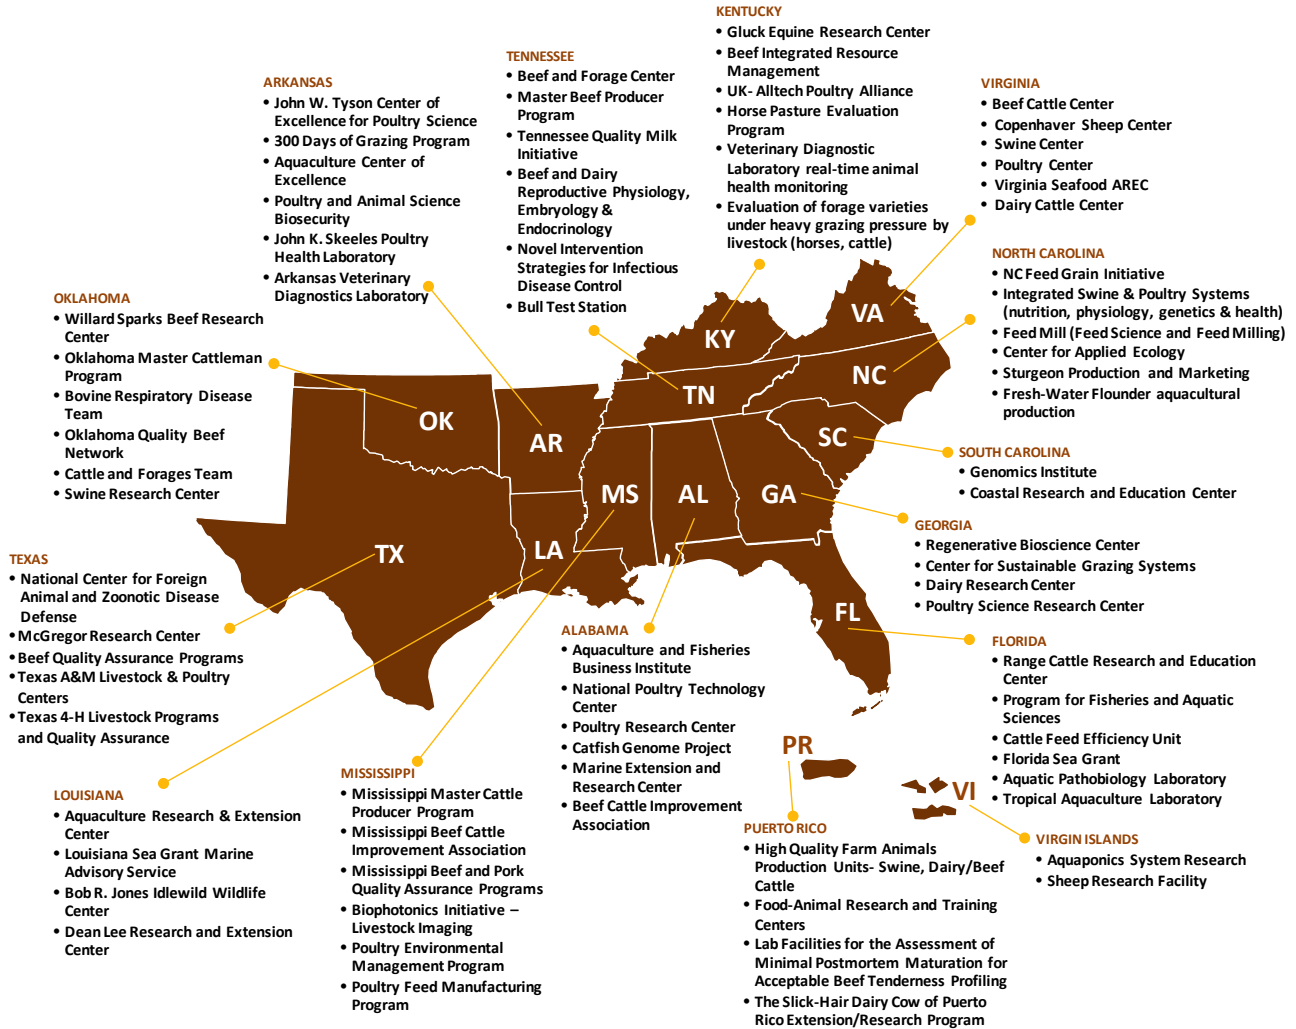 KENTUCKY
• Gluck Equine Research Center
• Beef Integrated Resource
Management
• UK- Alltech Poultry Alliance
• Horse Pasture Evaluation
Program
• Veterinary Diagnostic
Laboratory real-time animal
health monitoring
• Evaluation of forage varieties
under heavy grazing pressure by
livestock (horses, cattle)
TENNESSEE
• Beef and Forage Center
• Master Beef Producer
Program
• Tennessee Quality Milk
Initiative
• Beef and Dairy
Reproductive Physiology,
Embryology &
Endocrinology
• Novel Intervention
Strategies for Infectious
Disease Control
• Bull Test Station
ARKANSAS
• John W. Tyson Center of
Excellence for Poultry Science
• 300 Days of Grazing Program
• Aquaculture Center of
Excellence
• Poultry and Animal Science
Biosecurity
• John K. Skeeles Poultry
Health Laboratory
• Arkansas Veterinary
Diagnostics Laboratory
VIRGINIA
• Beef Cattle Center
• Copenhaver Sheep Center
• Swine Center
• Poultry Center
• Virginia Seafood AREC
• Dairy Cattle Center
NORTH CAROLINA
• NC Feed Grain Initiative
• Integrated Swine & Poultry Systems
(nutrition, physiology, genetics & health)
• Feed Mill (Feed Science and Feed Milling)
• Center for Applied Ecology
• Sturgeon Production and Marketing
• Fresh-Water Flounder aquacultural
production
OKLAHOMA
• Willard Sparks Beef Research
Center
• Oklahoma Master Cattleman
Program
• Bovine Respiratory Disease
Team
• Oklahoma Quality Beef
Network
• Cattle and Forages Team
• Swine Research Center
VA
KY
NC
TN
OK
AR
SC
MS
AL
GA
TX
LA
FL
SOUTH CAROLINA
• Genomics Institute
• Coastal Research and Education Center
GEORGIA
• Regenerative Bioscience Center
• Center for Sustainable Grazing Systems
• Dairy Research Center
• Poultry Science Research Center
TEXAS
• National Center for Foreign
Animal and Zoonotic Disease
Defense
• McGregor Research Center
• Beef Quality Assurance Programs
• Texas A&M Livestock & Poultry
Centers
• Texas 4-H Livestock Programs
and Quality Assurance
ALABAMA
• Aquaculture and Fisheries
Business Institute
• National Poultry Technology
Center
• Poultry Research Center
• Catfish Genome Project
• Marine Extension and
Research Center
• Beef Cattle Improvement
Association
FLORIDA
• Range Cattle Research and Education
Center
• Program for Fisheries and Aquatic
Sciences
• Cattle Feed Efficiency Unit
• Florida Sea Grant
• Aquatic Pathobiology Laboratory
• Tropical Aquaculture Laboratory
LOUISIANA
• Aquaculture Research & Extension
Center
• Louisiana Sea Grant Marine
Advisory Service
• Bob R. Jones Idlewild Wildlife
Center
• Dean Lee Research and Extension
Center
MISSISSIPPI
• Mississippi Master Cattle
Producer Program
• Mississippi Beef Cattle
Improvement Association
• Mississippi Beef and Pork
Quality Assurance Programs
• Biophotonics Initiative –
Livestock Imaging
• Poultry Environmental
Management Program
• Poultry Feed Manufacturing
Program
PR
VI
PUERTO RICO
• High Quality Farm Animals
Production Units- Swine, Dairy/Beef
Cattle
• Food-Animal Research and Training
Centers
• Lab Facilities for the Assessment of
Minimal Postmortem Maturation for
Acceptable Beef Tenderness Profiling
• The Slick-Hair Dairy Cow of Puerto
Rico Extension/Research Program
VIRGIN ISLANDS
• Aquaponics System Research
• Sheep Research Facility